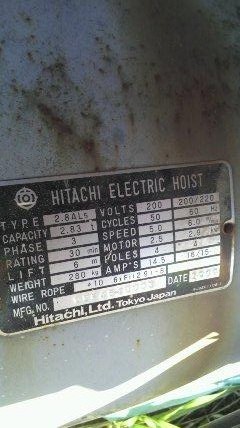 HITACHI ELECTRIC HOIST
TYPE 2.8AL5 VOLTS 200 200/220
CAPACITY 2.83 t CYCLES 50 60 Hz
PHASE 3 SPEED 5.0 6.0
RATING 30 min MOTOR 2.5
LIFT 6 m POLES 4 4
WEIGHT 280 kg AMP'S 14.5 16/15
WIRE ROPE
MFG. NO. DATE
Hitachi, Ltd. Tokyo Japan